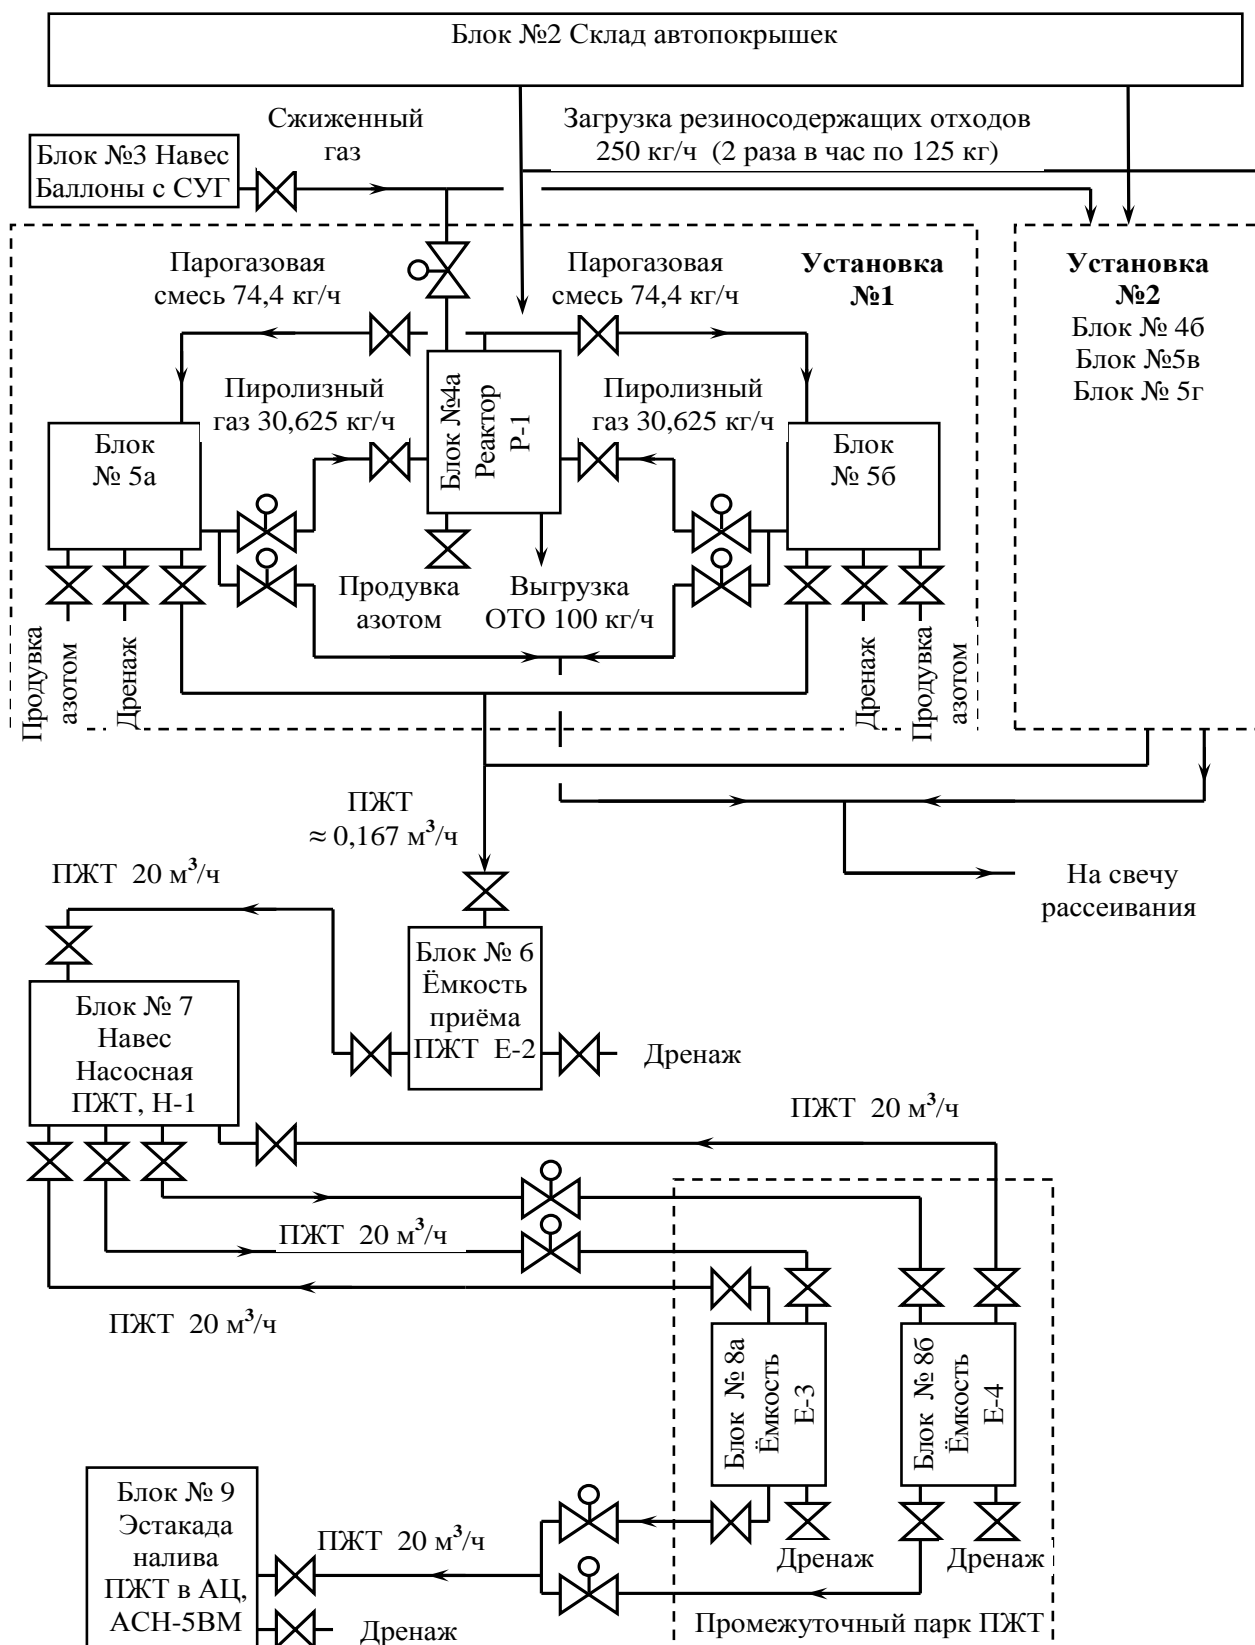 Блок №2 Склад автопокрышек
Сжиженный
газ
Загрузка резиносодержащих отходов
250 кг/ч (2 раза в час по 125 кг)
Блок №3 Навес
Баллоны с СУГ
Парогазовая
смесь 74,4 кг/ч
Парогазовая
смесь 74,4 кг/ч
Установка
№1
Установка
№2
Блок № 4б
Блок №5в
Блок № 5г
Пиролизный
газ 30,625 кг/ч
Блок №4а
Реактор
Р-1
Пиролизный
газ 30,625 кг/ч
Блок
№ 5а
Блок
№ 5б
Продувка
азотом
Выгрузка
ОТО 100 кг/ч
Продувка
азотом
Дренаж
Дренаж
Продувка
азотом
ПЖТ
≈ 0,167 м³/ч
ПЖТ 20 м³/ч
На свечу
рассеивания
Блок № 6
Ёмкость
приёма
ПЖТ Е-2
Дренаж
Блок № 7
Навес
Насосная
ПЖТ, Н-1
ПЖТ 20 м³/ч
ПЖТ 20 м³/ч
ПЖТ 20 м³/ч
Блок № 8а
Ёмкость
Е-3
Блок № 8б
Ёмкость
Е-4
Блок № 9
Эстакада
налива
ПЖТ в АЦ,
АСН-5ВМ
ПЖТ 20 м³/ч
Дренаж
Дренаж
Дренаж
Промежуточный парк ПЖТ